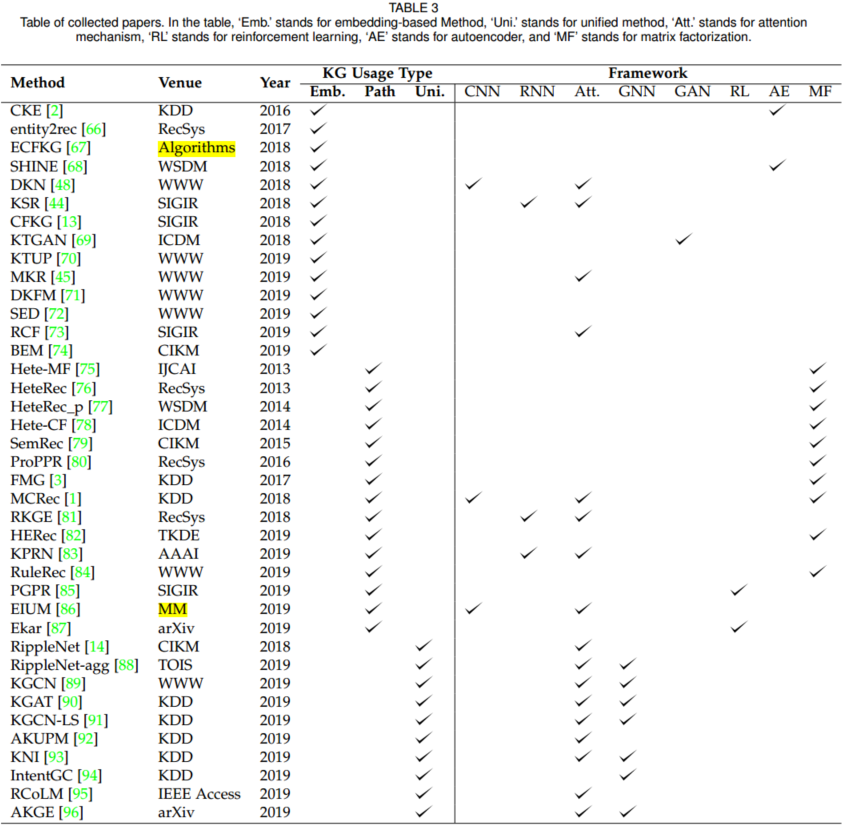 TABLE 3
Table of collected papers. In the table, ‘Emb.’ stands for embedding-based Method, ‘Uni.’ stands for unified method, ‘Att.’ stands for attention
mechanism, ‘RL’ stands for reinforcement learning, ‘AE’ stands for autoencoder, and ‘MF’ stands for matrix factorization.
Method Venue Year KG Usage Type Framework
Emb. Path Uni. CNN RNN Att. GNN GAN RL AE MF
CKE [2] KDD 2016 ✓ ✓
entity2rec [66] RecSys 2017 ✓
ECFKG [67] Algorithms 2018 ✓
SHINE [68] WSDM 2018 ✓ ✓
DKN [48] WWW 2018 ✓ ✓ ✓
KSR [44] SIGIR 2018 ✓ ✓ ✓
CFKG [13] SIGIR 2018 ✓
KTGAN [69] ICDM 2018 ✓ ✓
KTUP [70] WWW 2019 ✓
MKR [45] WWW 2019 ✓ ✓
DKFM [71] WWW 2019 ✓
SED [72] WWW 2019 ✓
RCF [73] SIGIR 2019 ✓ ✓
BEM [74] CIKM 2019 ✓
Hete-MF [75] IJCAI 2013 ✓ ✓
HeteRec [76] RecSys 2013 ✓ ✓
HeteRec_p [77] WSDM 2014 ✓ ✓
Hete-CF [78] ICDM 2014 ✓ ✓
SemRec [79] CIKM 2015 ✓ ✓
ProPPR [80] RecSys 2016 ✓ ✓
FMG [3] KDD 2017 ✓ ✓
MCRec [1] KDD 2018 ✓ ✓ ✓ ✓
RKGE [81] RecSys 2018 ✓ ✓ ✓
HERec [82] TKDE 2019 ✓ ✓
KPRN [83] AAAI 2019 ✓ ✓ ✓
RuleRec [84] WWW 2019 ✓ ✓
PGPR [85] SIGIR 2019 ✓ ✓
EIUM [86] MM 2019 ✓ ✓ ✓
Ekar [87] arXiv 2019 ✓ ✓
RippleNet [14] CIKM 2018 ✓ ✓
RippleNet-agg [88] TOIS 2019 ✓ ✓ ✓
KGCN [89] WWW 2019 ✓ ✓ ✓
KGAT [90] KDD 2019 ✓ ✓ ✓
KGCN-LS [91] KDD 2019 ✓ ✓ ✓
AKUPM [92] KDD 2019 ✓ ✓
KNI [93] KDD 2019 ✓ ✓ ✓
IntentGC [94] KDD 2019 ✓ ✓
RCoLM [95] IEEE Access 2019 ✓ ✓
AKGE [96] arXiv 2019 ✓ ✓ ✓